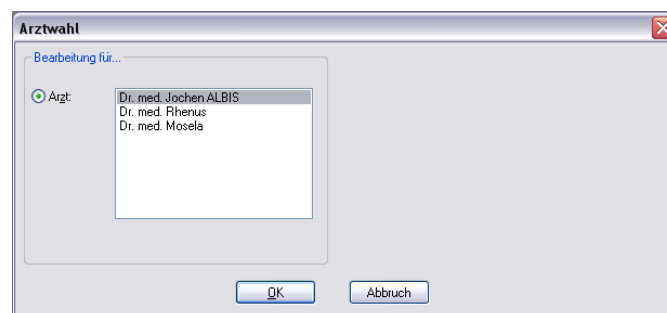 Arztwahl
Bearbeitung für...
Arzt:
Dr. med. Jochen ALBIS
Dr. med. Rhenus
Dr. med. Mosela
OK
Abbruch